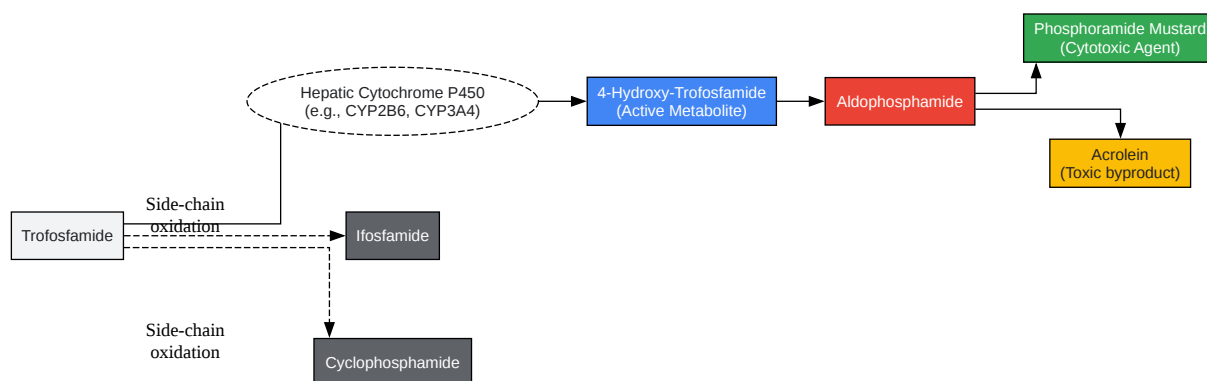 Phosphoramide Mustard
(Cytotoxic Agent)
Hepatic Cytochrome P450
(e.g., CYP2B6, CYP3A4)
4-Hydroxy-Trofosfamide
(Active Metabolite)
Aldophosphamide
Acrolein
(Toxic byproduct)
Side-chain
oxidation
Trofosfamide
Ifosfamide
Side-chain
oxidation
Cyclophosphamide